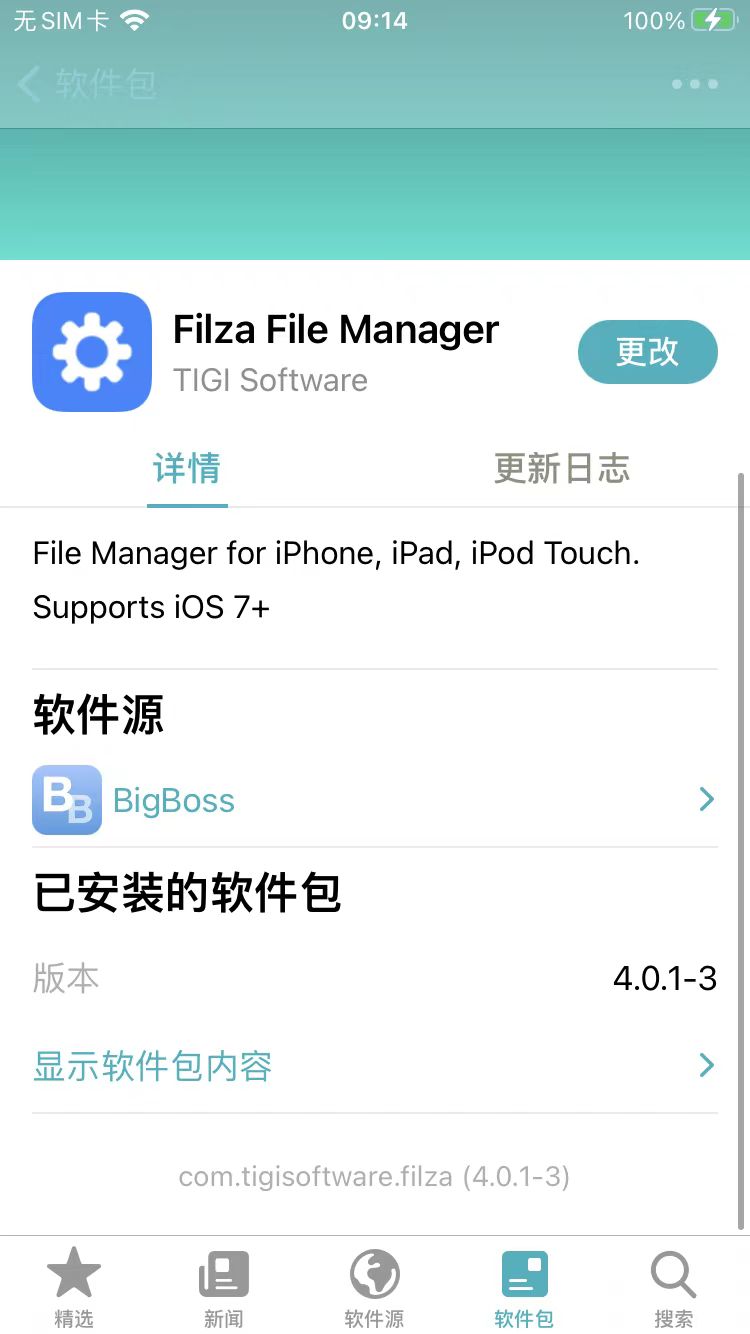 无SIM卡 09:14 100%
软件包
Filza File Manager
TIGI Software
更改
详情 更新日志
File Manager for iPhone, iPad, iPod Touch.
Supports iOS 7+
软件源
BB BigBoss
已安装的软件包
版本 4.0.1-3
显示软件包内容
com.tigisoftware.filza (4.0.1-3)
精选 新闻 软件源 软件包 搜索